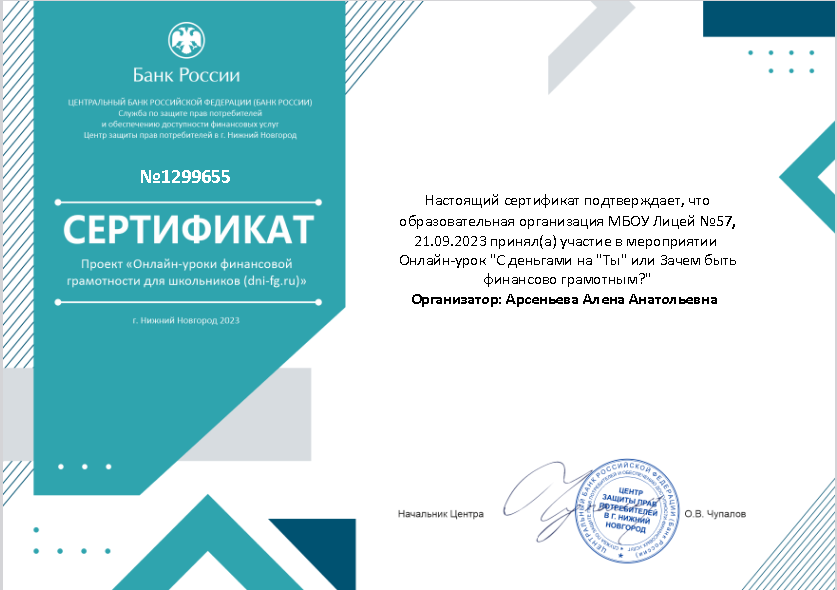 Банк России
ЦЕНТРАЛЬНЫЙ БАНК РОССИЙСКОЙ ФЕДЕРАЦИИ (БАНК РОССИИ)
Служба по защите прав потребителей
и обеспечению доступности финансовых услуг
Центр защиты прав потребителей в г. Нижний Новгород
№1299655
СЕРТИФИКАТ
Проект «Онлайн-уроки финансовой
грамотности для школьников (dni-fg.ru)»
г. Нижний Новгород 2023
Настоящий сертификат подтверждает, что
образовательная организация МБОУ Лицей №57,
21.09.2023 принял(а) участие в мероприятии
Онлайн-урок "С деньгами на "Ты" или Зачем быть
финансово грамотным?"
Организатор: Арсеньева Алена Анатольевна
Начальник Центра
ЦЕНТРАЛЬНЫЙ БАНК РОССИЙСКОЙ ФЕДЕРАЦИИ (Банк России)
ЦЕНТР
ЗАЩИТЫ ПРАВ
ПОТРЕБИТЕЛЕЙ
В Г. НИЖНИЙ
НОВГОРОД
О.В. Чупалов